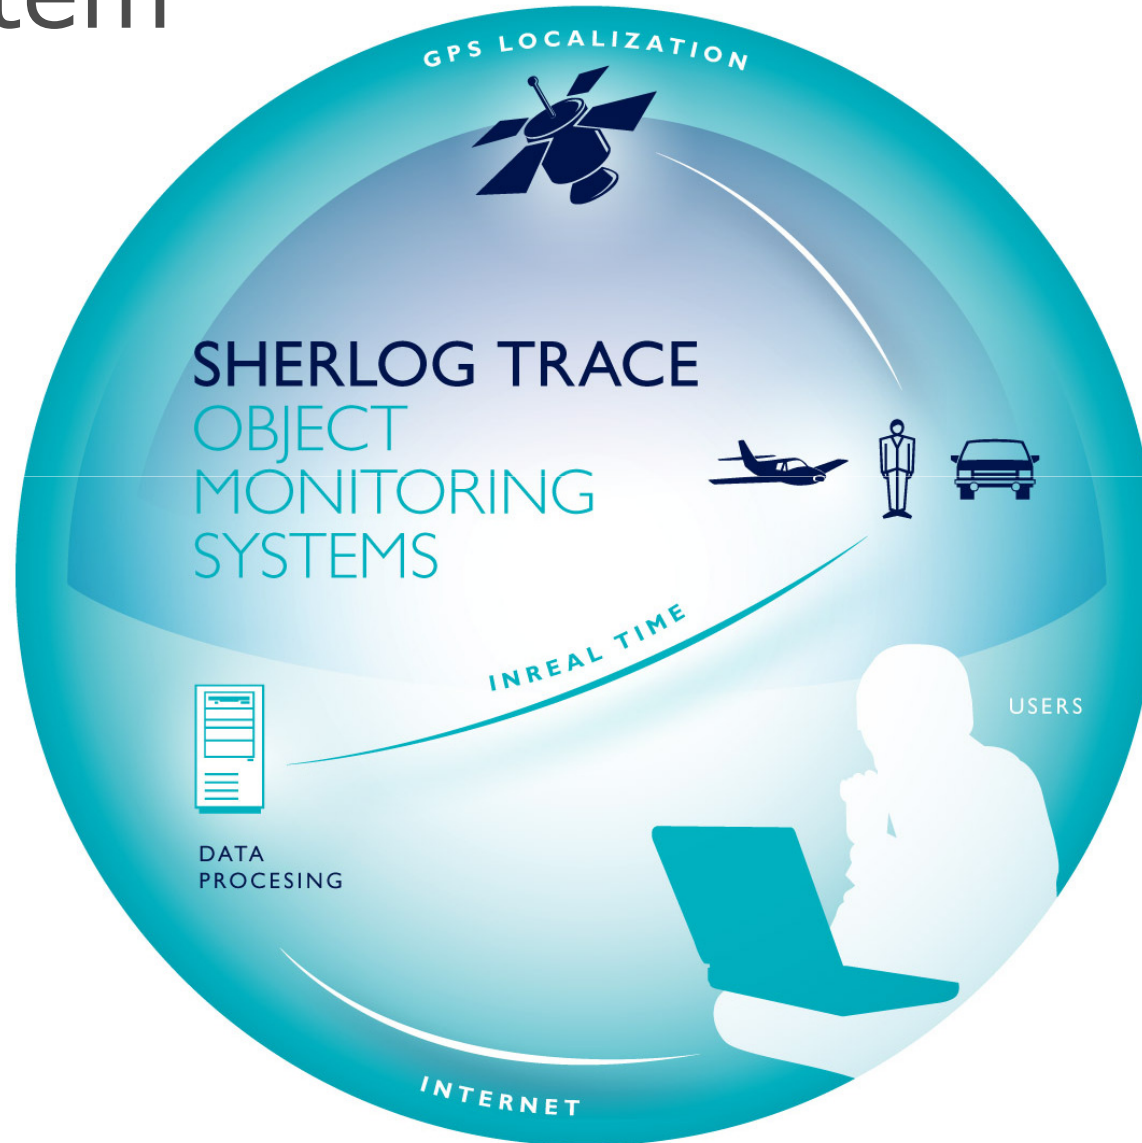 GPS LOCALIZATION
SHERLOG TRACE
OBJECT
MONITORING
SYSTEMS
INREAL TIME
USERS
DATA
PROCESING
INTERNET